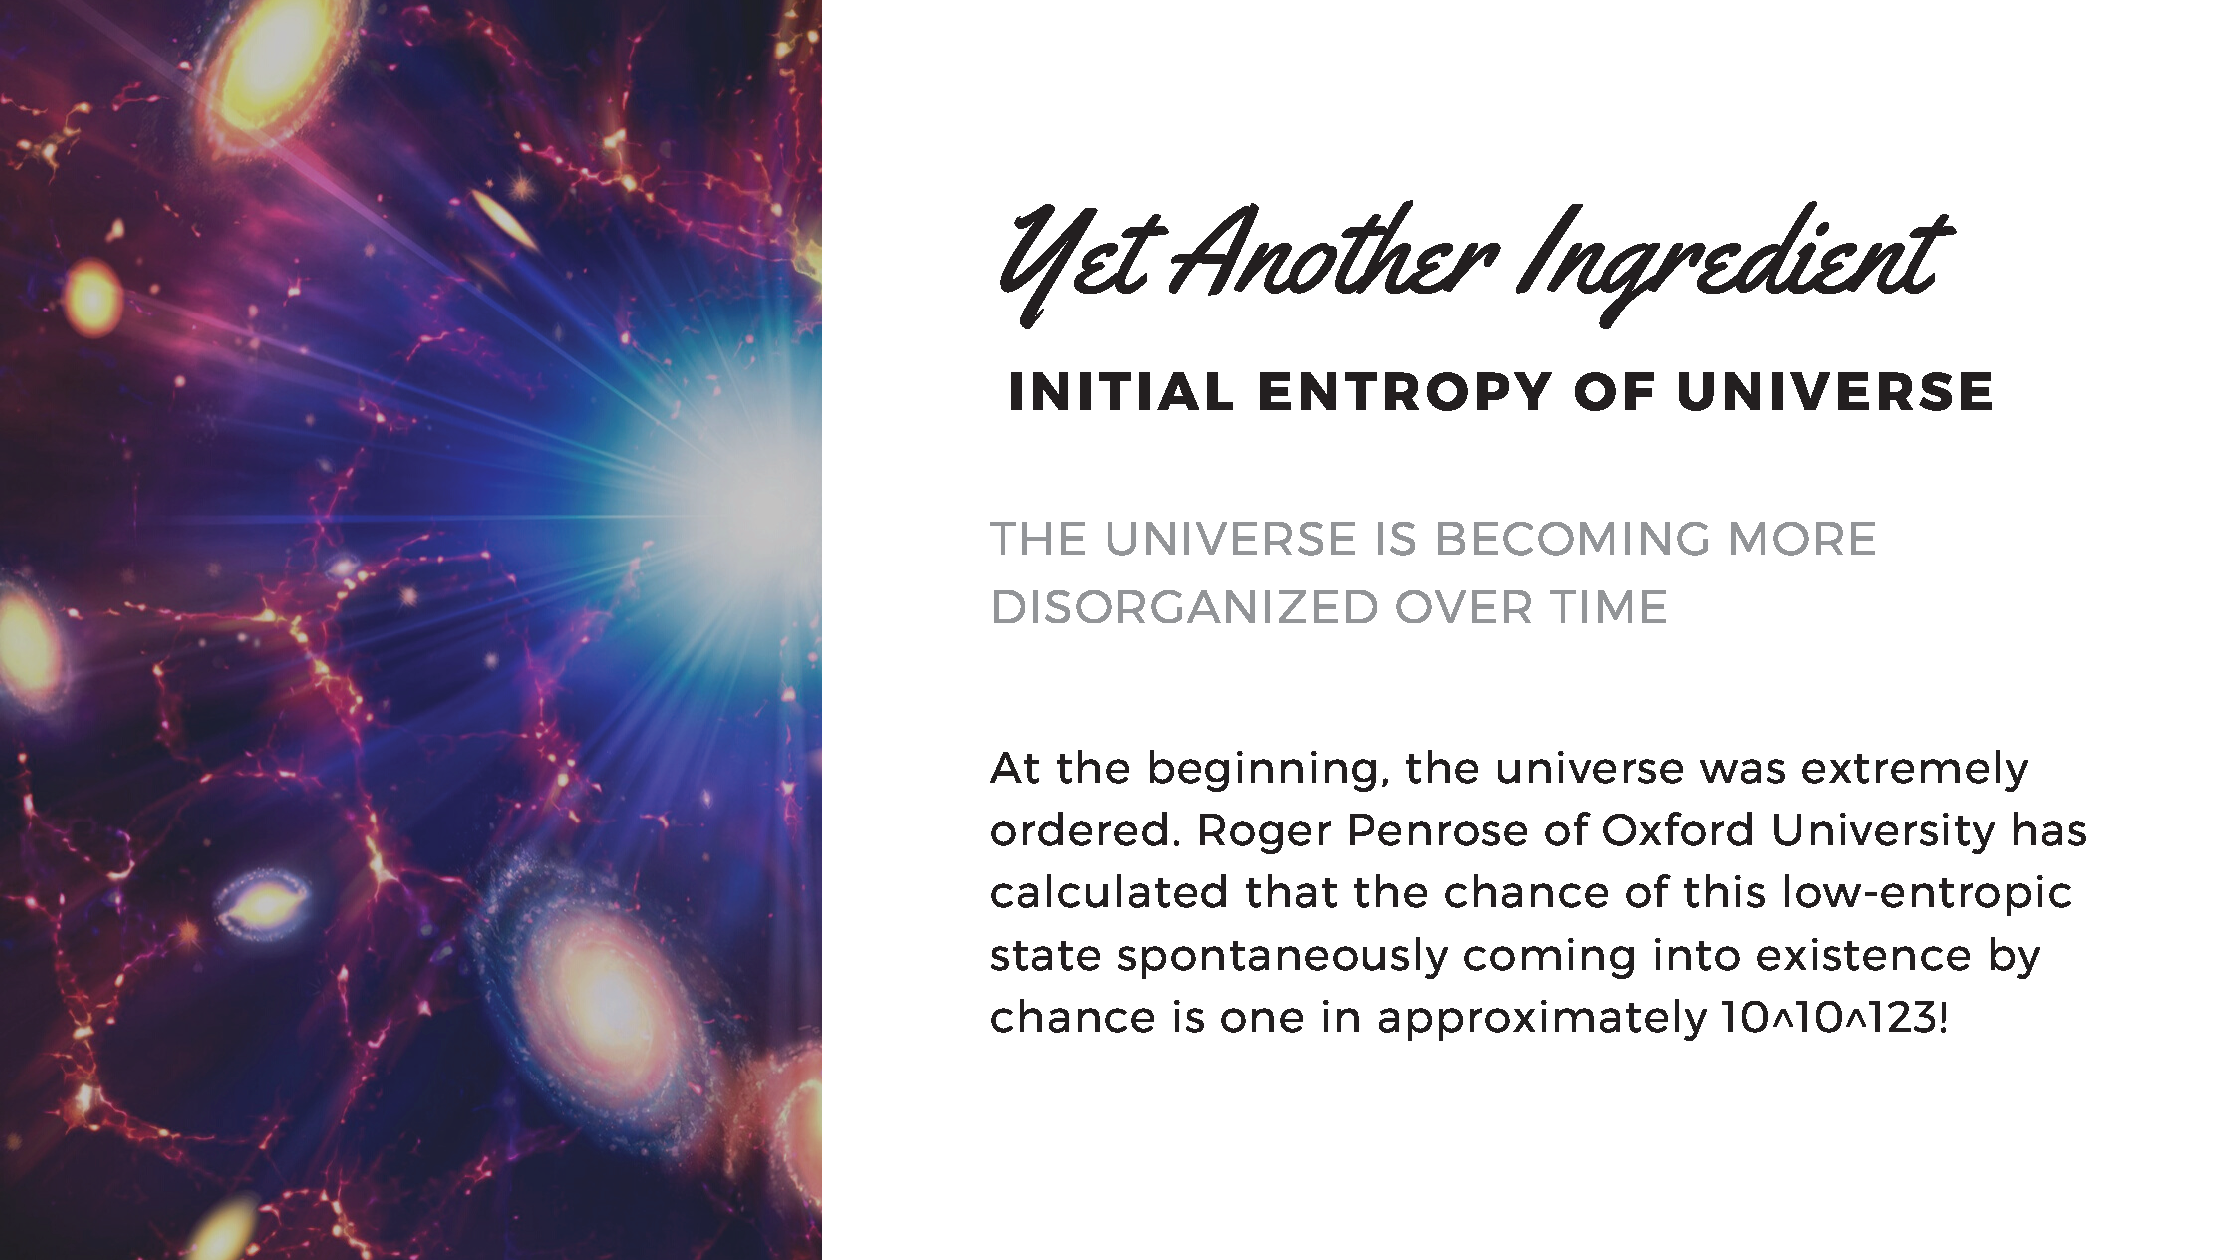 Yet Another Ingredient
INITIAL ENTROPY OF UNIVERSE
THE UNIVERSE IS BECOMING MORE
DISORGANIZED OVER TIME
At the beginning, the universe was extremely
ordered. Roger Penrose of Oxford University has
calculated that the chance of this low-entropic
state spontaneously coming into existence by
chance is one in approximately 10^10^123!